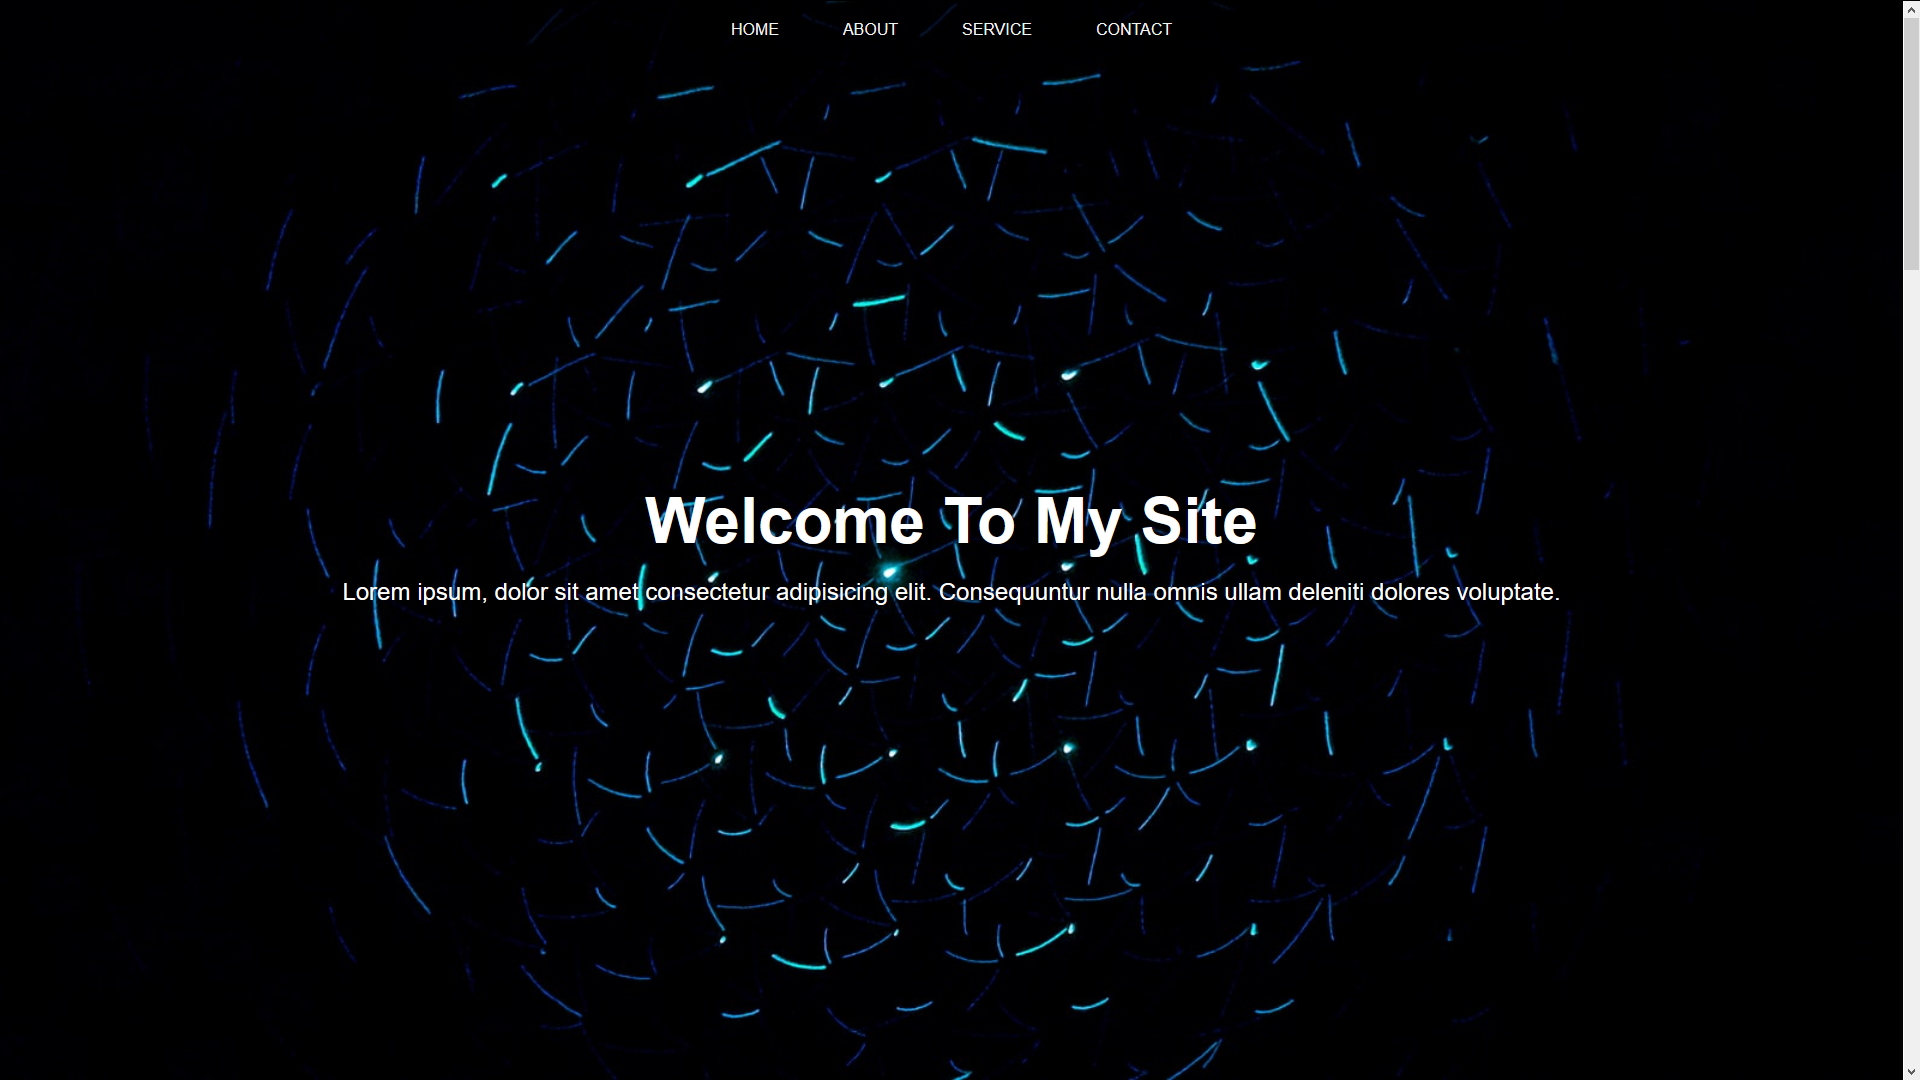 HOME ABOUT SERVICE CONTACT
Welcome To My Site
Lorem ipsum, dolor sit amet consectetur adipisicing elit. Consequuntur nulla omnis ullam deleniti dolores voluptate.